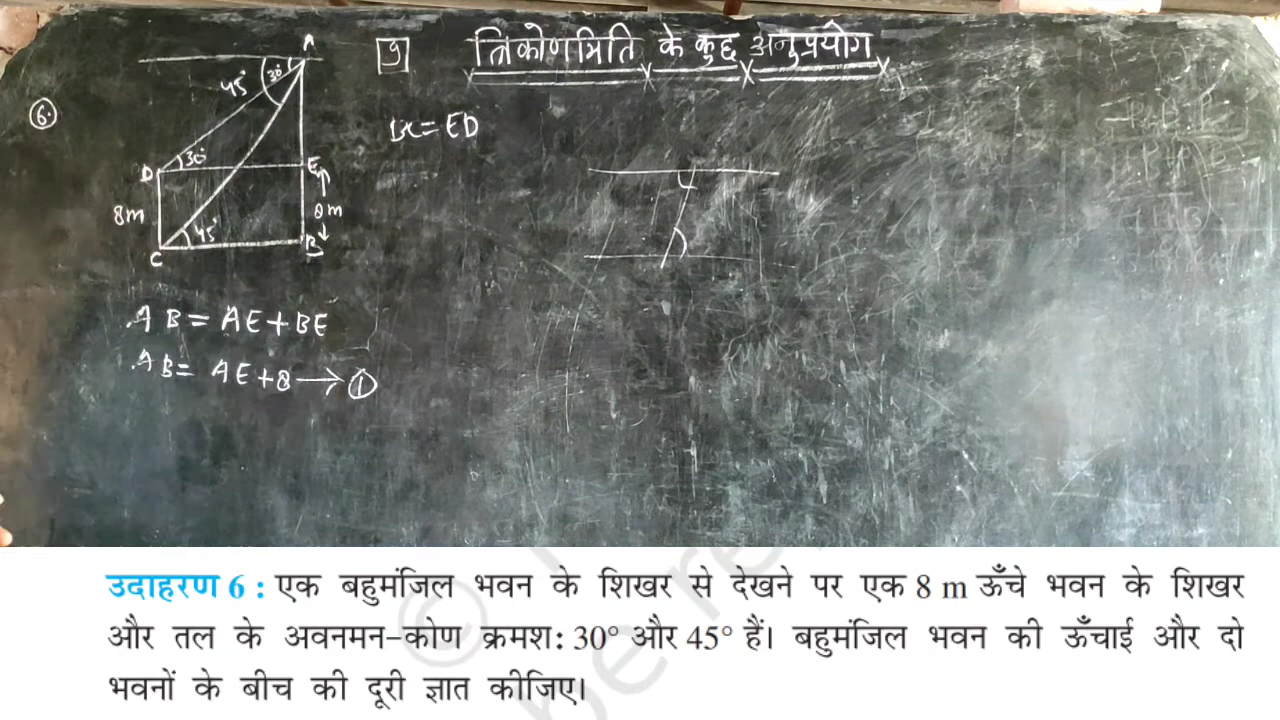 9 त्रिकोणमिति के कुछ अनुप्रयोग
6.
A
45°
30°
BC = ED
D
30°
E
8m
8m
45°
B
C
AB = AE + BE
AB = AE + 8 → ①
उदाहरण 6 : एक बहुमंजिल भवन के शिखर से देखने पर एक 8 m ऊँचे भवन के शिखर
और तल के अवनमन-कोण क्रमश: 30° और 45° हैं। बहुमंजिल भवन की ऊँचाई और दो
भवनों के बीच की दूरी ज्ञात कीजिए।